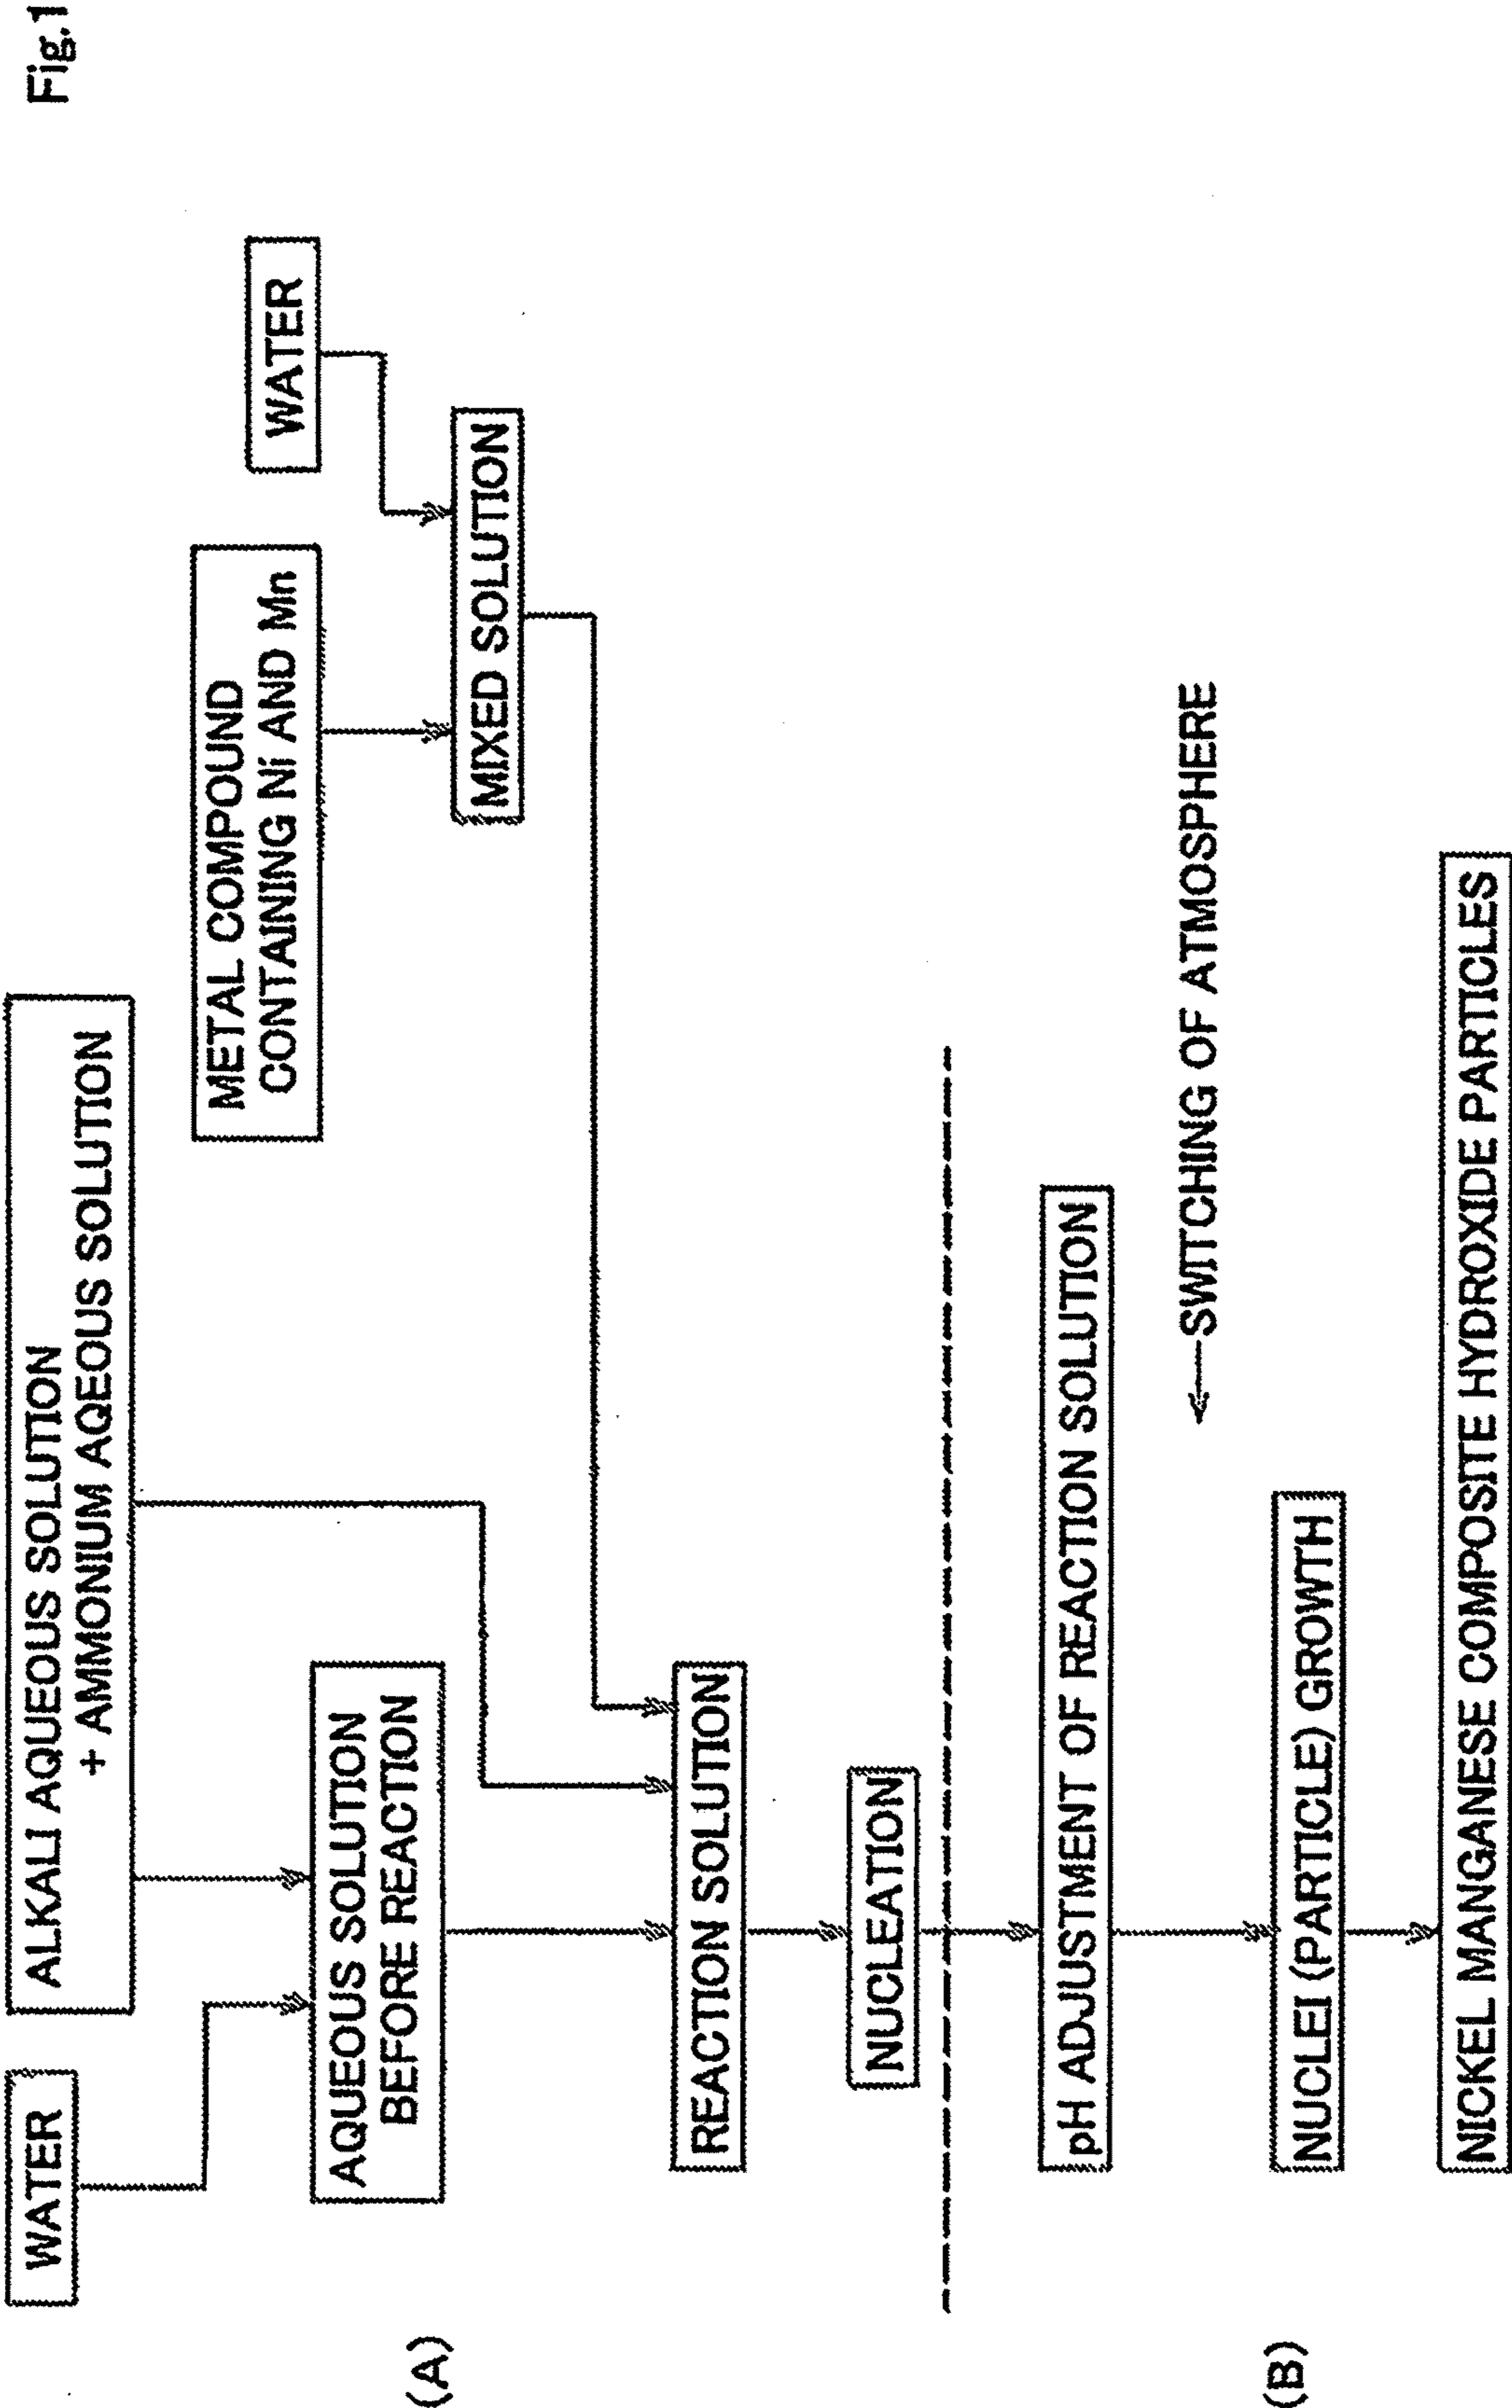 Fig.1
WATER
ALKALI AQUEOUS SOLUTION
+ AMMONIUM AQEOUS SOLUTION
METAL COMPOUND
CONTAINING Ni AND Mn
WATER
(A)
AQUEOUS SOLUTION
BEFORE REACTION
MIXED SOLUTION
REACTION SOLUTION
NUCLEATION
pH ADJUSTMENT OF REACTION SOLUTION
SWITCHING OF ATMOSPHERE
(B)
NUCLEI (PARTICLE) GROWTH
NICKEL MANGANESE COMPOSITE HYDROXIDE PARTICLES